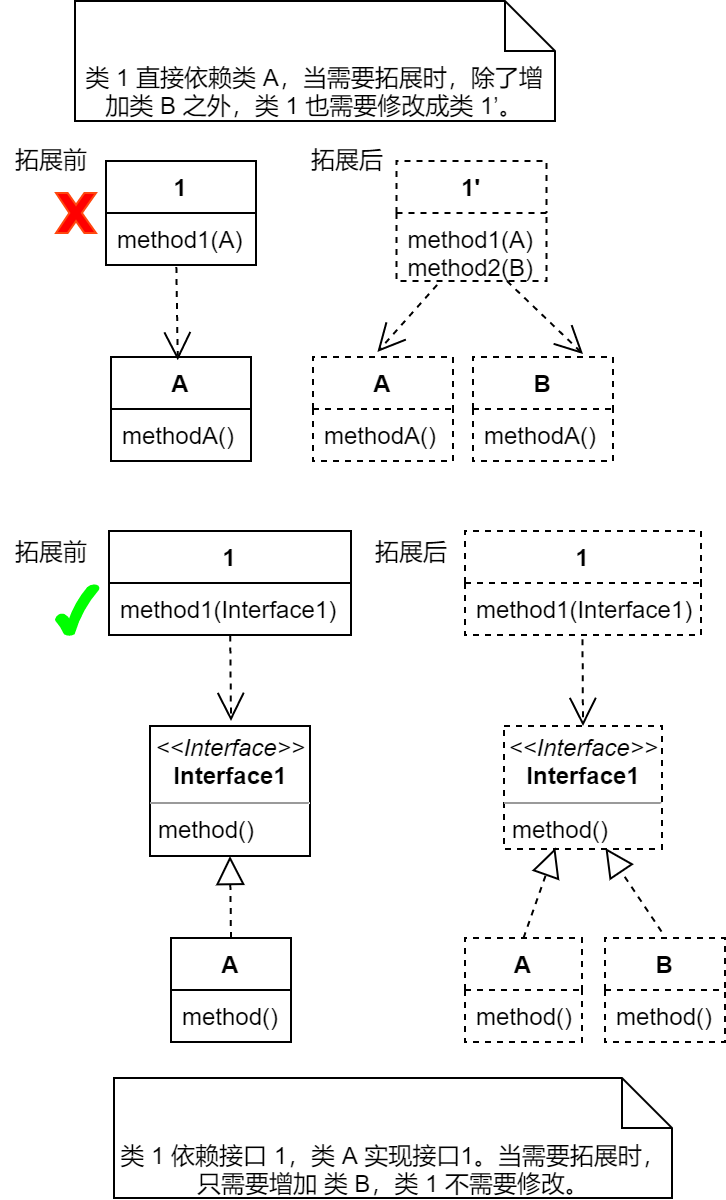 类 1 直接依赖类 A，当需要拓展时，除了增
加类 B 之外，类 1 也需要修改成类 1’。
拓展前
拓展后
1
1'
method1(A)
method1(A)
method2(B)
A
A
B
methodA()
methodA()
methodA()
拓展前
拓展后
1
1
method1(Interface1)
method1(Interface1)
<<Interface>>
<<Interface>>
Interface1
Interface1
method()
method()
A
A
B
method()
method()
method()
类 1 依赖接口 1，类 A 实现接口1。当需要拓展时，
只需要增加 类 B，类 1 不需要修改。